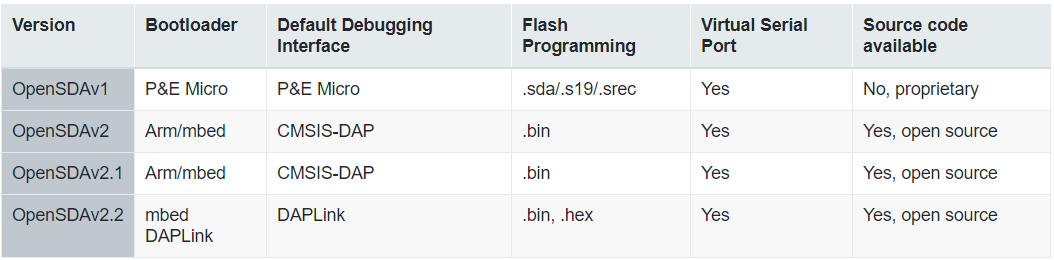 Version Bootloader Default Debugging Interface Flash Programming Virtual Serial Port Source code available
OpenSDAv1 P&E Micro P&E Micro .sda/.s19/.srec Yes No, proprietary
OpenSDAv2 Arm/mbed CMSIS-DAP .bin Yes Yes, open source
OpenSDAv2.1 Arm/mbed CMSIS-DAP .bin Yes Yes, open source
OpenSDAv2.2 mbed DAPLink DAPLink .bin, .hex Yes Yes, open source